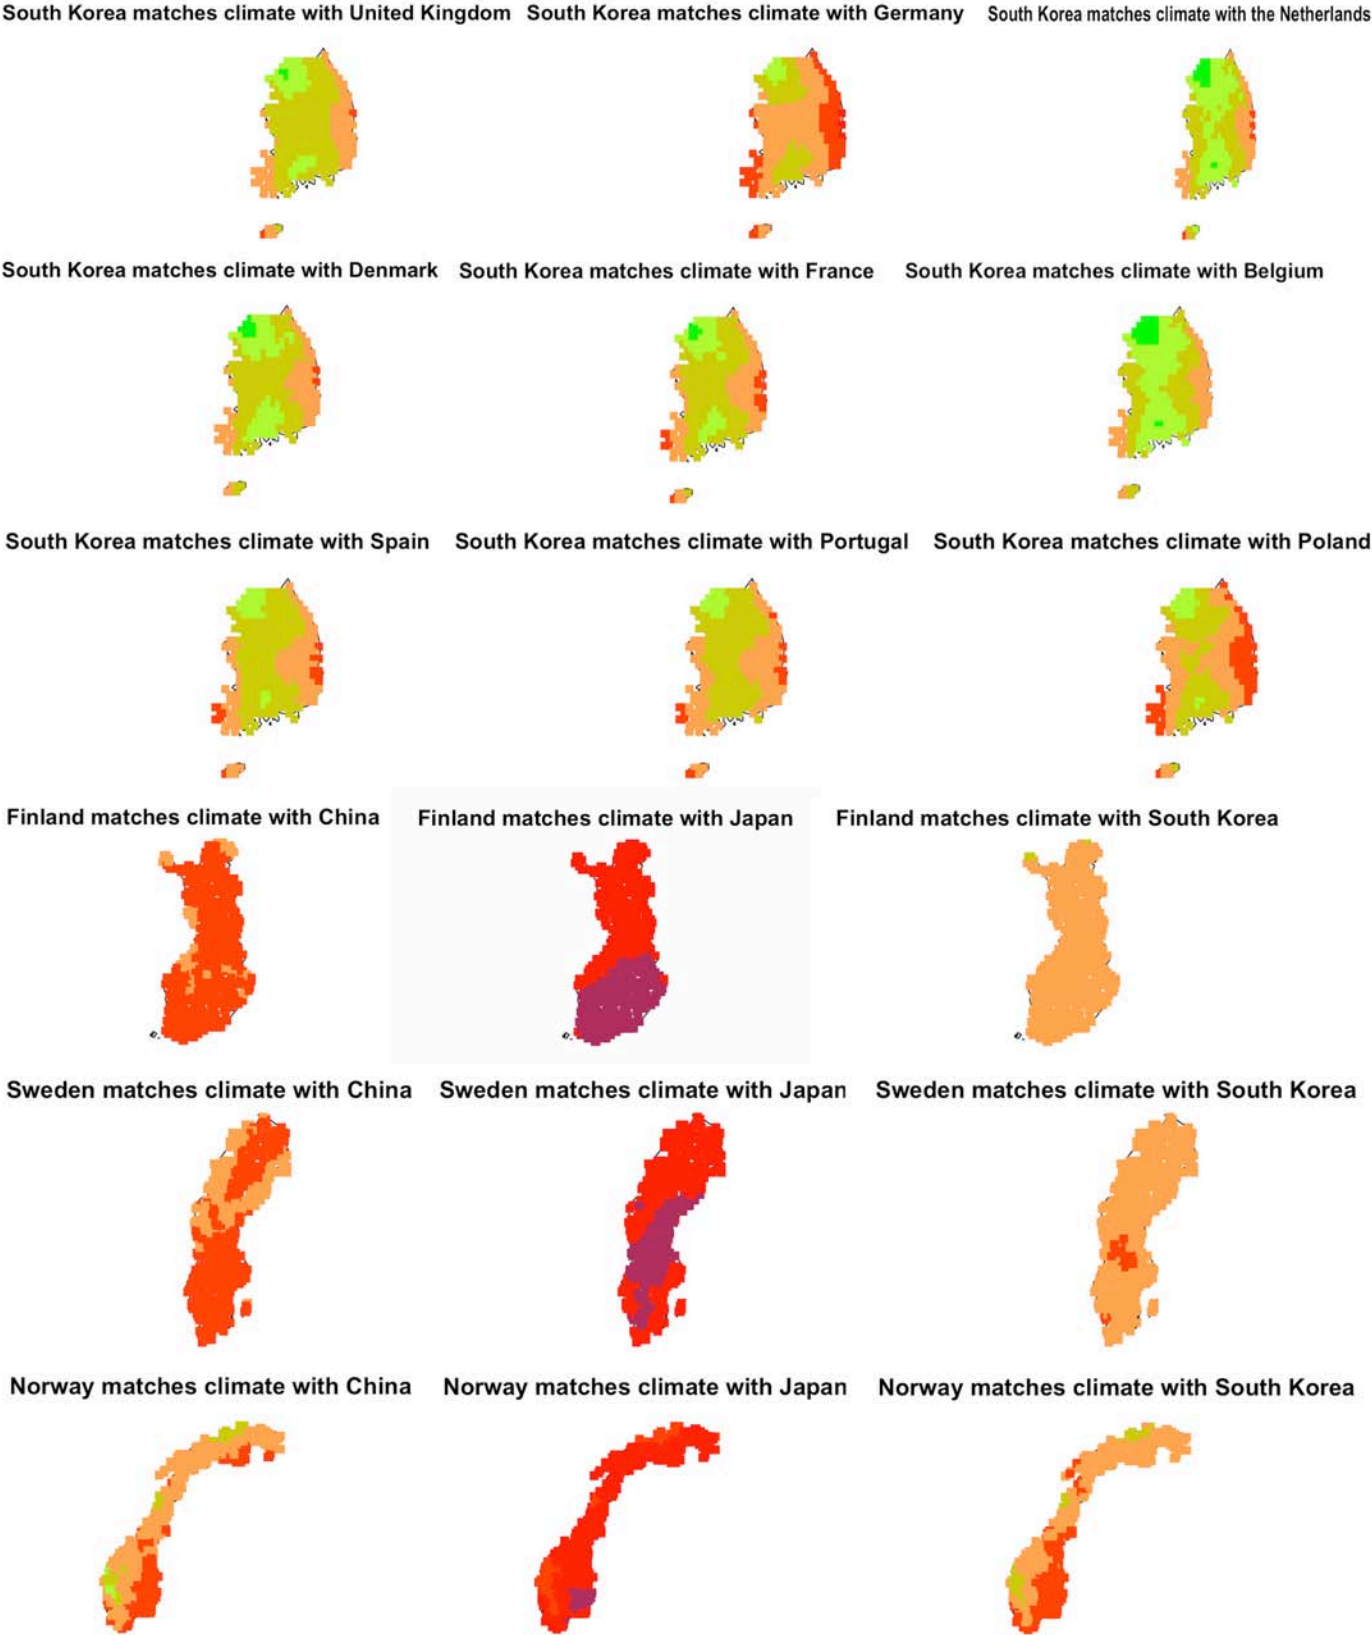 South Korea matches climate with United Kingdom
South Korea matches climate with Germany
South Korea matches climate with the Netherlands
South Korea matches climate with Denmark
South Korea matches climate with France
South Korea matches climate with Belgium
South Korea matches climate with Spain
South Korea matches climate with Portugal
South Korea matches climate with Poland
Finland matches climate with China
Finland matches climate with Japan
Finland matches climate with South Korea
Sweden matches climate with China
Sweden matches climate with Japan
Sweden matches climate with South Korea
Norway matches climate with China
Norway matches climate with Japan
Norway matches climate with South Korea